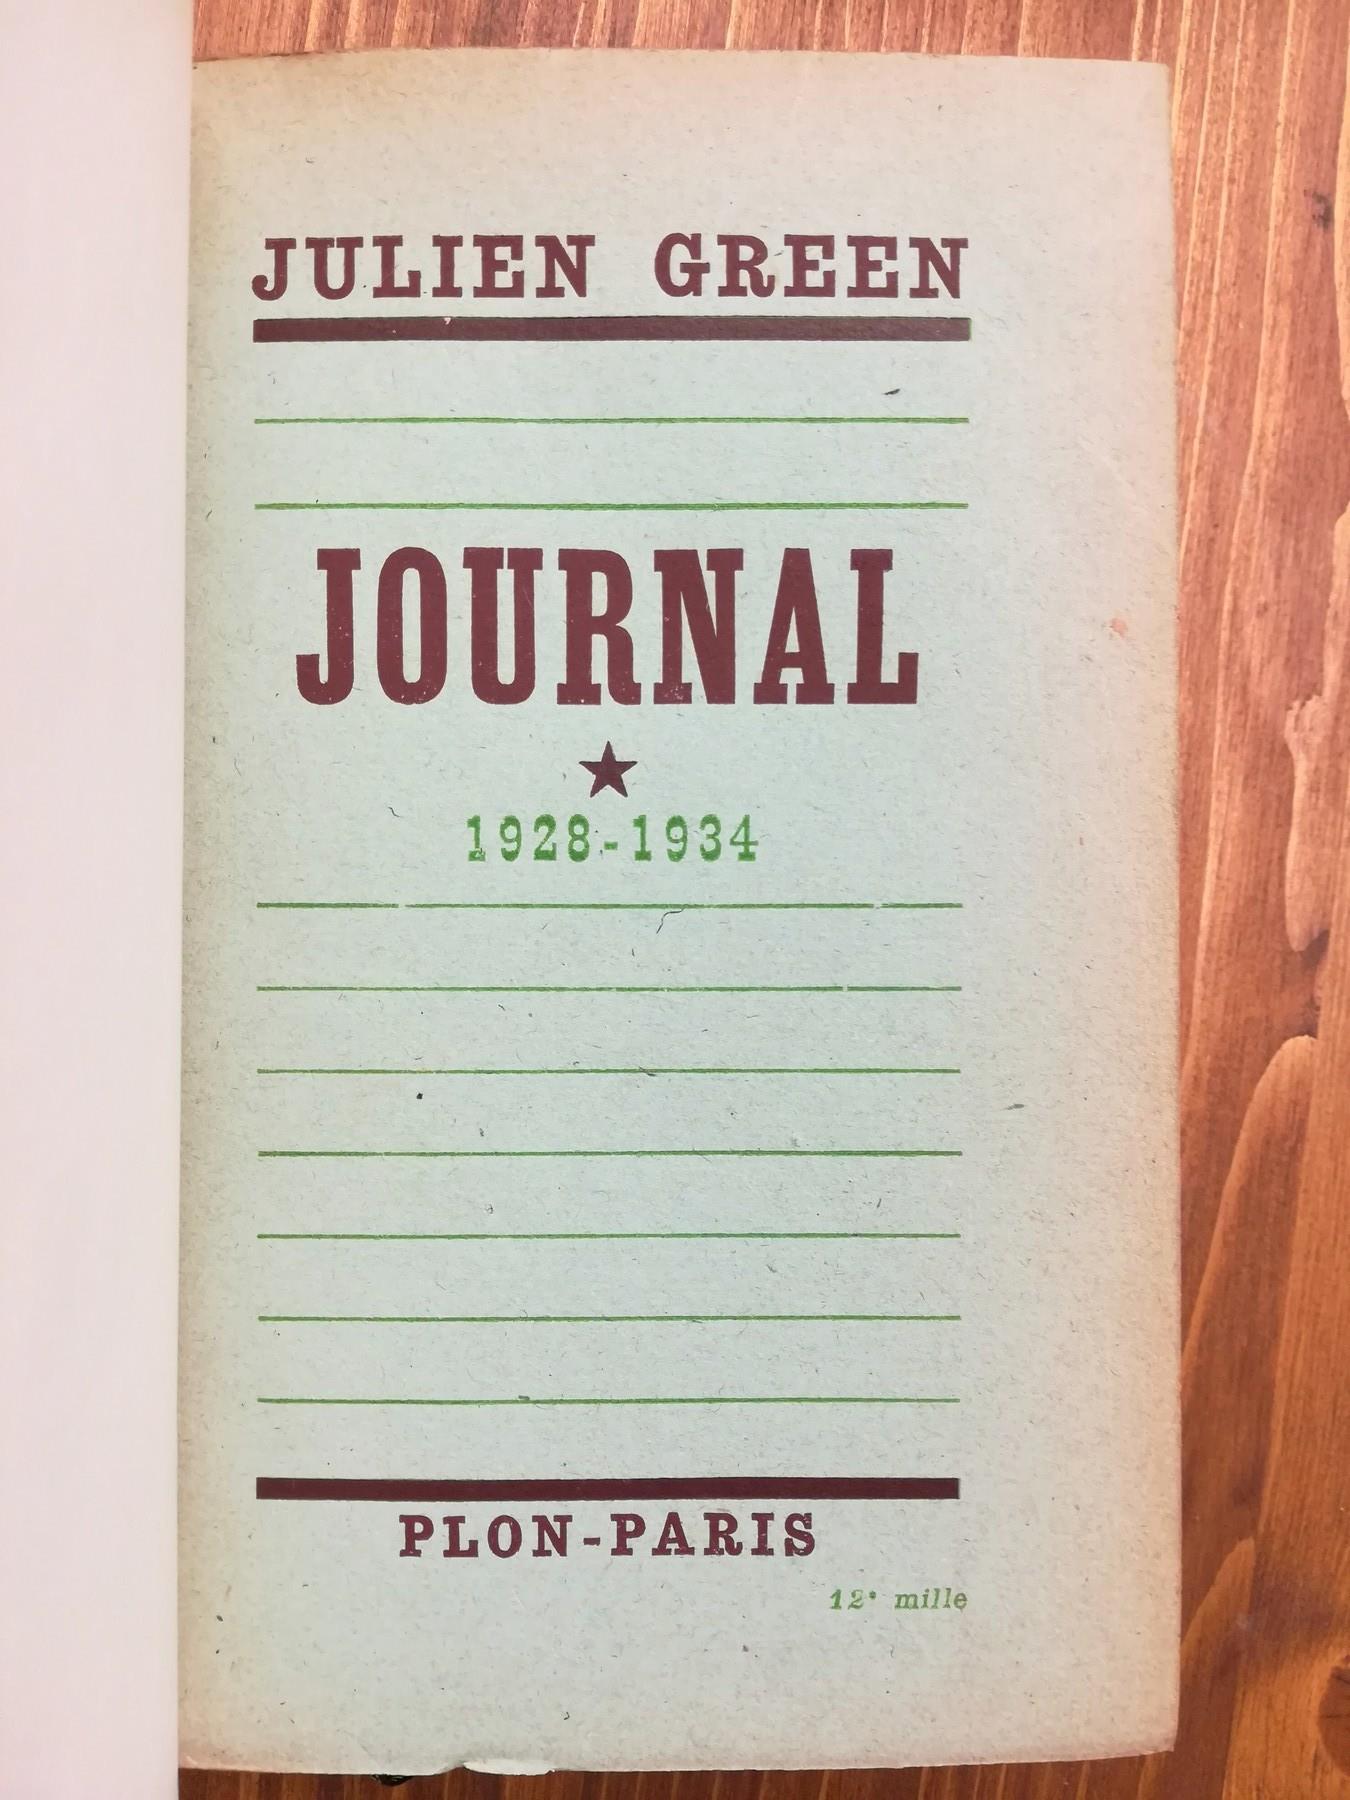 JULIEN GREEN
JOURNAL
★
1928-1934
PLON-PARIS
12e mille